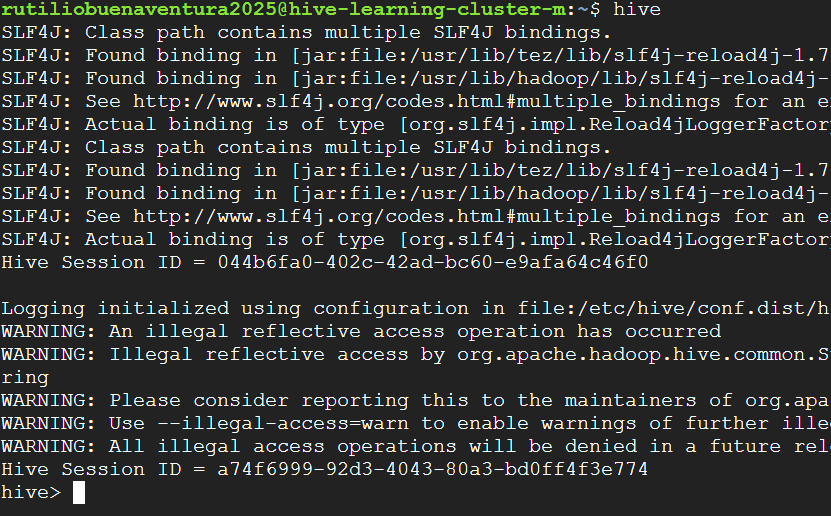 rutiliobuenaventura2025@hive-learning-cluster-m:~$ hive
SLF4J: Class path contains multiple SLF4J bindings.
SLF4J: Found binding in [jar:file:/usr/lib/tez/lib/slf4j-reload4j-1.7
SLF4J: Found binding in [jar:file:/usr/lib/hadoop/lib/slf4j-reload4j-
SLF4J: See http://www.slf4j.org/codes.html#multiple_bindings for an e
SLF4J: Actual binding is of type [org.slf4j.impl.Reload4jLoggerFactor
SLF4J: Class path contains multiple SLF4J bindings.
SLF4J: Found binding in [jar:file:/usr/lib/tez/lib/slf4j-reload4j-1.7
SLF4J: Found binding in [jar:file:/usr/lib/hadoop/lib/slf4j-reload4j-
SLF4J: See http://www.slf4j.org/codes.html#multiple_bindings for an e
SLF4J: Actual binding is of type [org.slf4j.impl.Reload4jLoggerFactor
Hive Session ID = 044b6fa0-402c-42ad-bc60-e9afa64c46f0
Logging initialized using configuration in file:/etc/hive/conf.dist/h
WARNING: An illegal reflective access operation has occurred
WARNING: Illegal reflective access by org.apache.hadoop.hive.common.S
ring
WARNING: Please consider reporting this to the maintainers of org.apa
WARNING: Use --illegal-access=warn to enable warnings of further ille
WARNING: All illegal access operations will be denied in a future rel
Hive Session ID = a74f6999-92d3-4043-80a3-bd0ff4f3e774
hive>